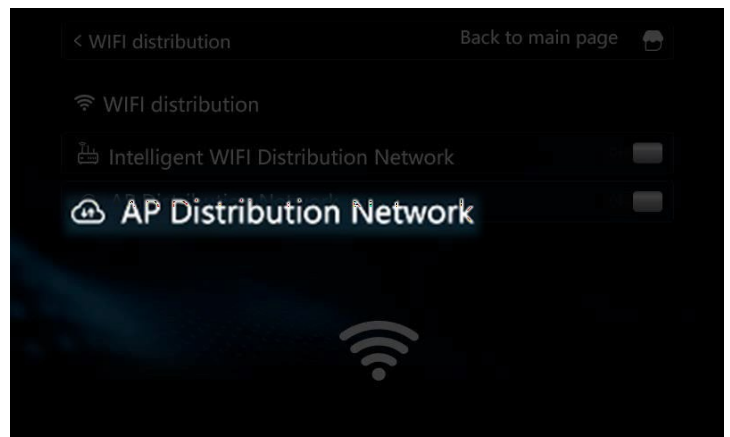 < WIFI distribution Back to main page
WIFI distribution
Intelligent WIFI Distribution Network
AP Distribution Network